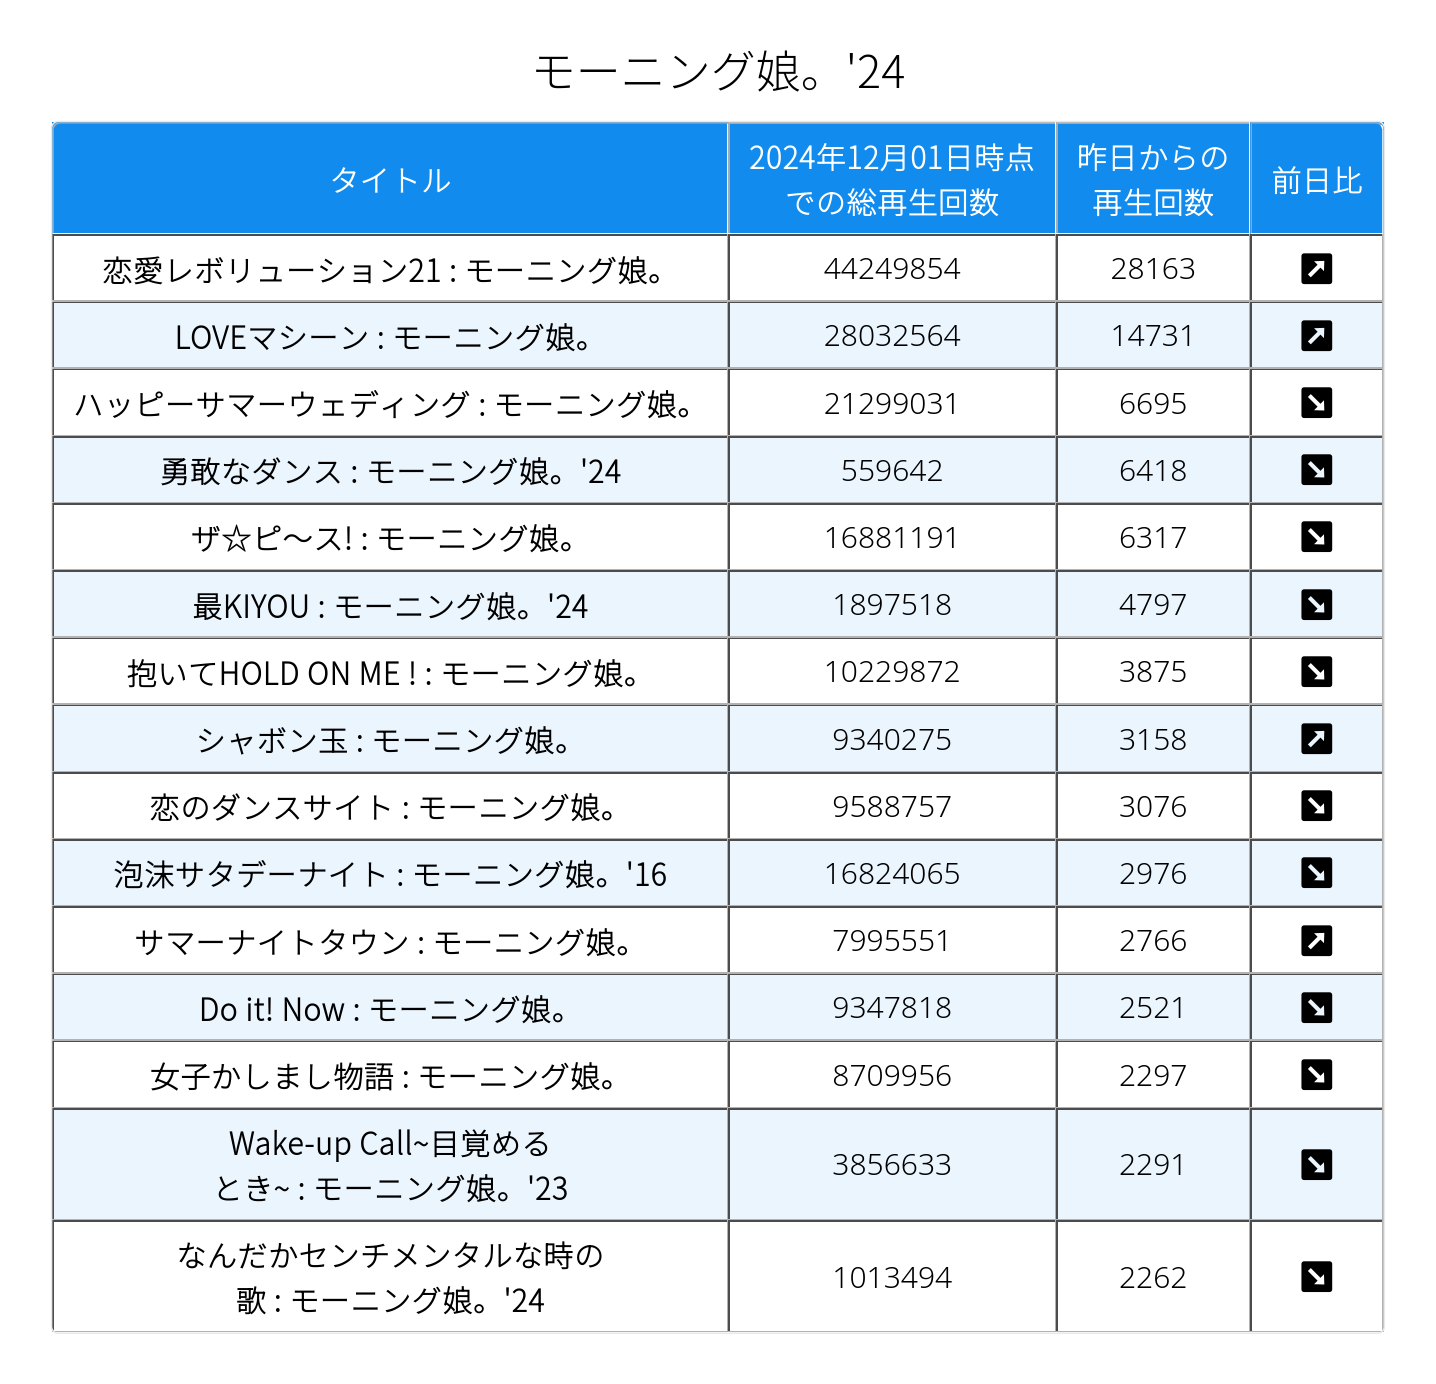 モーニング娘。'24
タイトル
2024年12月01日時点
での総再生回数
昨日からの
再生回数
前日比
恋愛レボリューション21 : モーニング娘。 44249854 28163 ↗
LOVEマシーン : モーニング娘。 28032564 14731 ↗
ハッピーサマーウェディング : モーニング娘。 21299031 6695 ↘
勇敢なダンス : モーニング娘。'24 559642 6418 ↘
ザ☆ピ〜ス! : モーニング娘。 16881191 6317 ↘
最KIYOU : モーニング娘。'24 1897518 4797 ↘
抱いてHOLD ON ME ! : モーニング娘。 10229872 3875 ↘
シャボン玉 : モーニング娘。 9340275 3158 ↗
恋のダンスサイト : モーニング娘。 9588757 3076 ↘
泡沫サタデーナイト : モーニング娘。'16 16824065 2976 ↘
サマーナイトタウン : モーニング娘。 7995551 2766 ↗
Do it! Now : モーニング娘。 9347818 2521 ↘
女子かしまし物語 : モーニング娘。 8709956 2297 ↘
Wake-up Call~目覚める
とき~ : モーニング娘。'23 3856633 2291 ↘
なんだかセンチメンタルな時の
歌 : モーニング娘。'24 1013494 2262 ↘